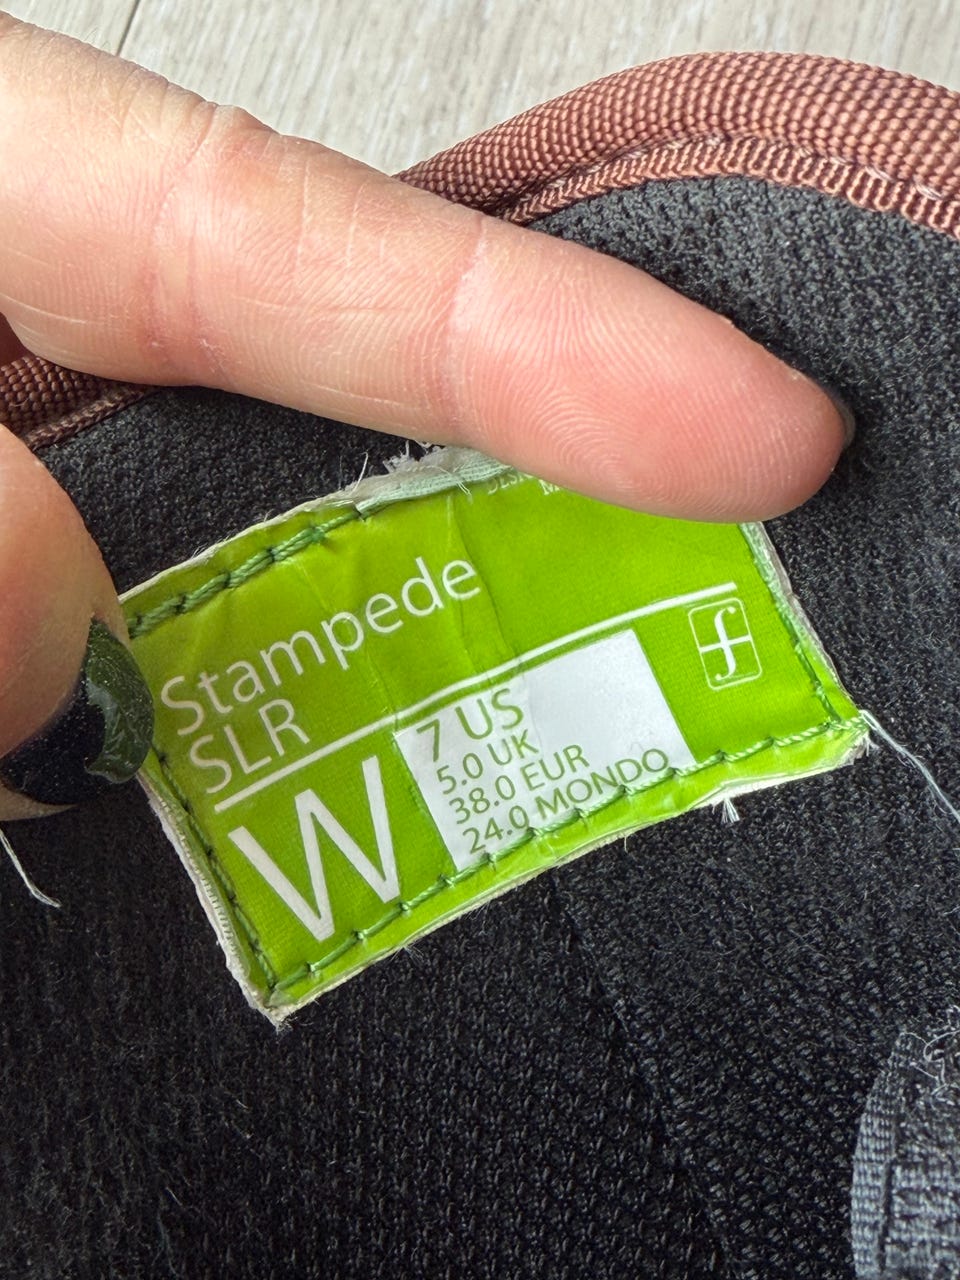 Stampede
SLR
f
W
7 US
5.0 UK
38.0 EUR
24.0 MONDO